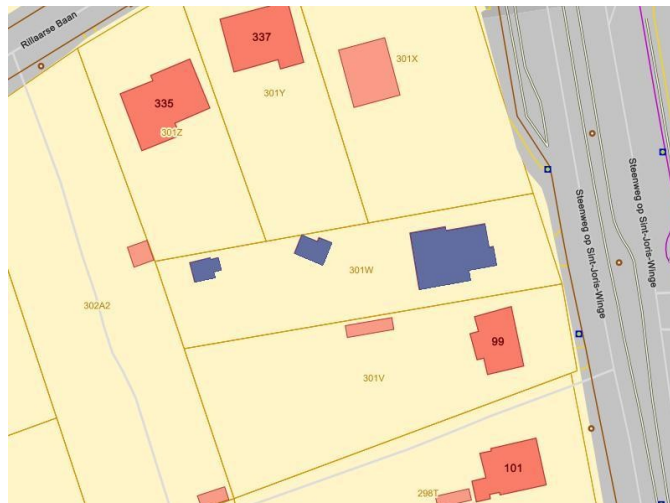 Rillaarse Baan
337
301X
335
301Y
301Z
Steenweg op Sint-Joris-Winge
Steenweg op Sint-Joris-Winge
301W
302A2
99
301V
101
298T